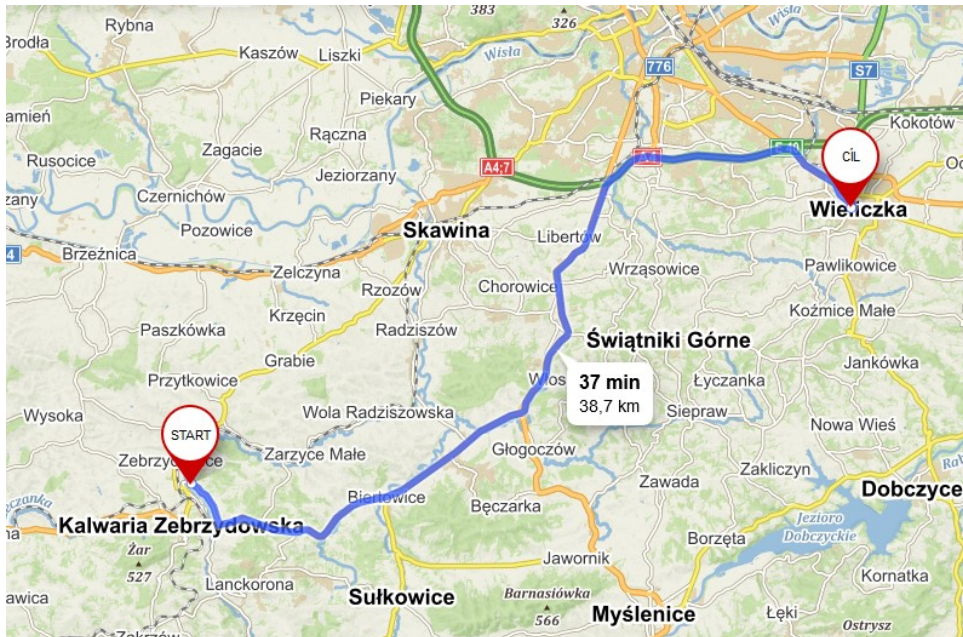 Rybna
383
326
Wisła
Wisła
Brodła
Kaszów
Liszki
776
S7
Piekary
amień
Rączna
Kokotów
Zagacie
A4
CÍL
Rusocice
Jeziorzany
A4;7
Czernichów
Wieliczka
Pozowice
Skawina
Libertów
4
Brzeźnica
Zelczyna
Wrząsowice
Pawlikowice
Rzozów
Chorowice
Krzęcin
Koźmice Małe
Paszkówka
Radziszów
Świątniki Górne
Grabie
Jankówka
Przytkowice
Włos
37 min
38,7 km
Łyczanka
Wysoka
Wola Radziszowska
Siepraw
START
Nowa Wieś
Głogoczów
Zarzyce Małe
Zakliczyn
Zawada
Biertowice
Dobczyce
Bęczarka
Kalwaria Zebrzydowska
Jezioro
Dobczyckie
Borzęta
Żar
527
Jawornik
Lanckorona
Kornatka
Sułkowice
Barnasiówka
566
Myślenice
Łęki
Ostrysz